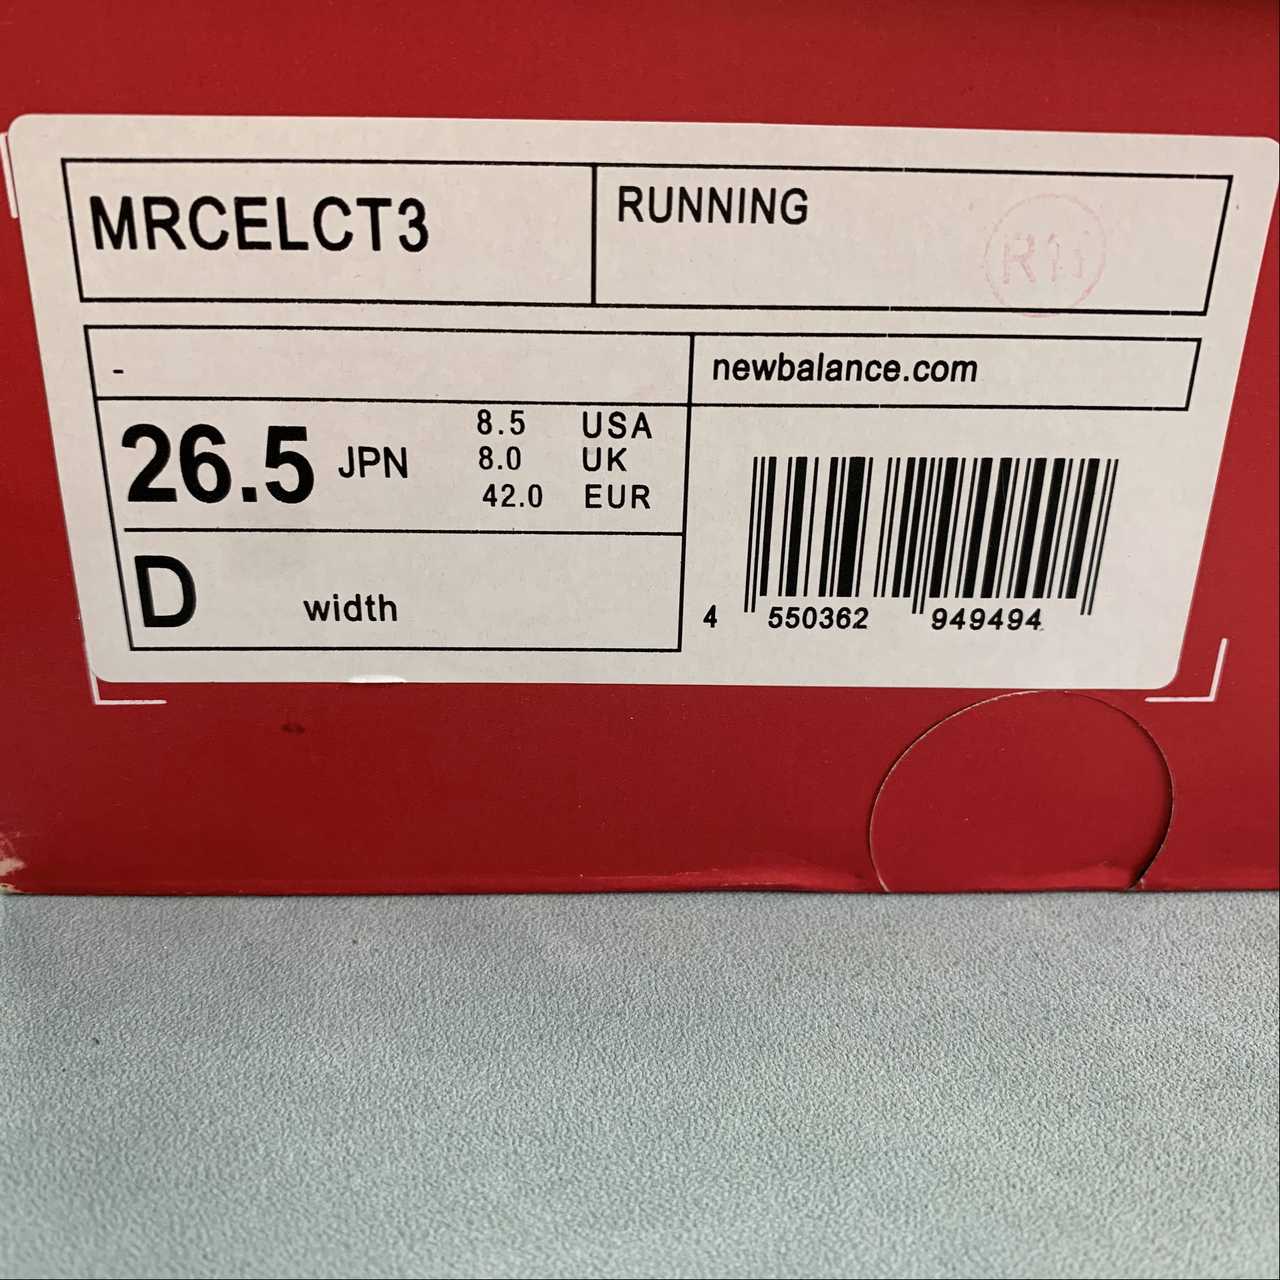 MRCELCT3
RUNNING
-
newbalance.com
26.5 JPN
8.5 USA
8.0 UK
42.0 EUR
D width
4 550362 949494